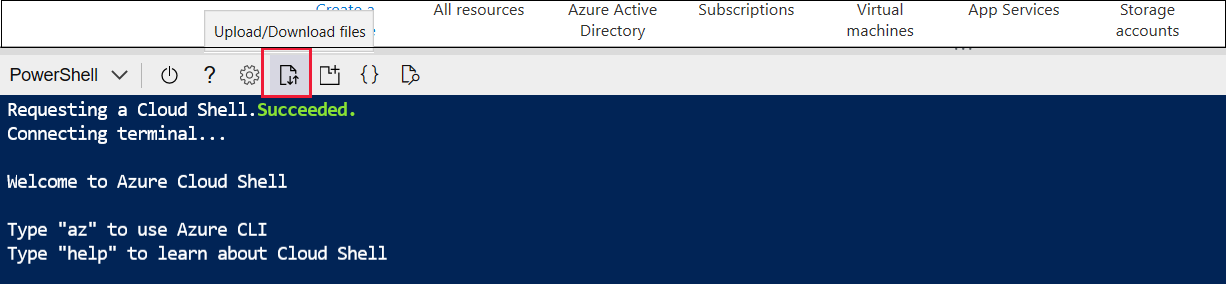 Create a
All resources
Azure Active
Directory
Subscriptions
Virtual
machines
App Services
Storage
accounts
Upload/Download files
PowerShell
?
{}
Requesting a Cloud Shell.Succeeded.
Connecting terminal...
Welcome to Azure Cloud Shell
Type "az" to use Azure CLI
Type "help" to learn about Cloud Shell